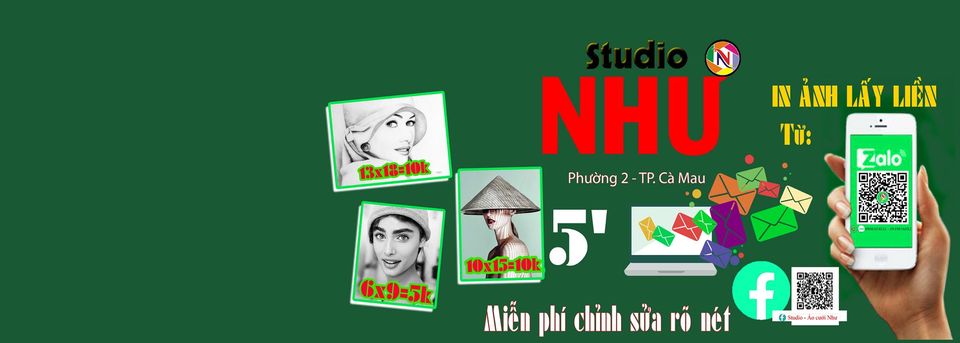 Studio
N
NHƯ
Phường 2 - TP. Cà Mau
IN ẢNH LẤY LIỀN
Từ:
Zalo
13x18=10k
10x15=10k
6x9=5k
5'
f
Studio - Áo cưới Như
Miễn phí chỉnh sửa rõ nét